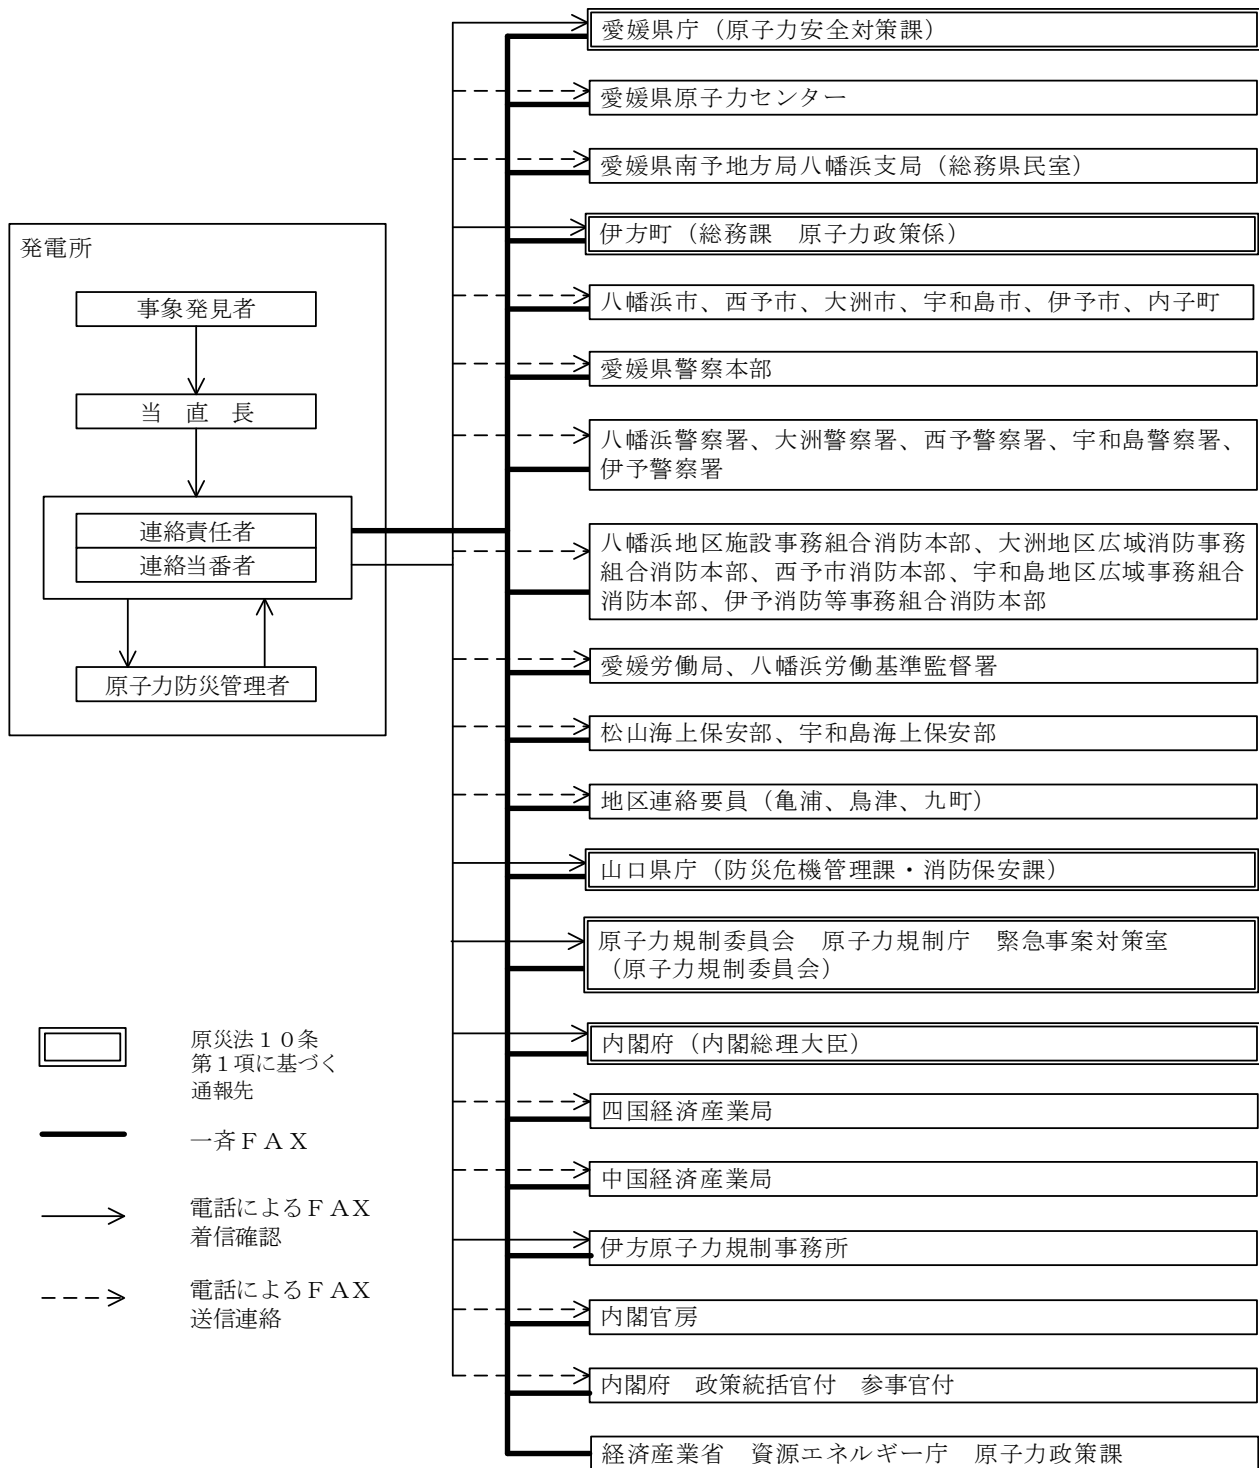 愛媛県庁（原子力安全対策課）
愛媛県原子力センター
愛媛県南予地方局八幡浜支局（総務県民室）
伊方町（総務課　原子力政策係）
八幡浜市、西予市、大洲市、宇和島市、伊予市、内子町
愛媛県警察本部
八幡浜警察署、大洲警察署、西予警察署、宇和島警察署、
伊予警察署
八幡浜地区施設事務組合消防本部、大洲地区広域消防事務
組合消防本部、西予市消防本部、宇和島地区広域事務組合
消防本部、伊予消防等事務組合消防本部
愛媛労働局、八幡浜労働基準監督署
松山海上保安部、宇和島海上保安部
地区連絡要員（亀浦、鳥津、九町）
山口県庁（防災危機管理課・消防保安課）
原子力規制委員会　原子力規制庁　緊急事案対策室
（原子力規制委員会）
内閣府（内閣総理大臣）
四国経済産業局
中国経済産業局
伊方原子力規制事務所
内閣官房
内閣府　政策統括官付　参事官付
経済産業省　資源エネルギー庁　原子力政策課
発電所
事象発見者
当　直　長
連絡責任者
連絡当番者
原子力防災管理者
原災法１０条
第１項に基づく
通報先
一斉ＦＡＸ
電話によるＦＡＸ
着信確認
電話によるＦＡＸ
送信連絡